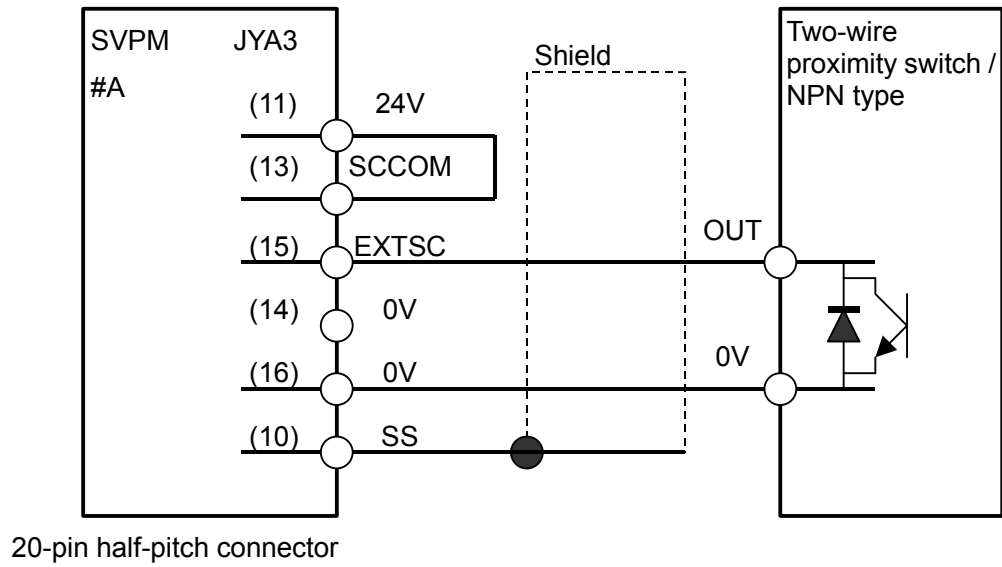 SVPM JYA3
#A
Shield
Two-wire
proximity switch /
NPN type
(11) 24V
(13) SCCOM
(15) EXTSC
OUT
(14) 0V
(16) 0V
0V
(10) SS
20-pin half-pitch connector